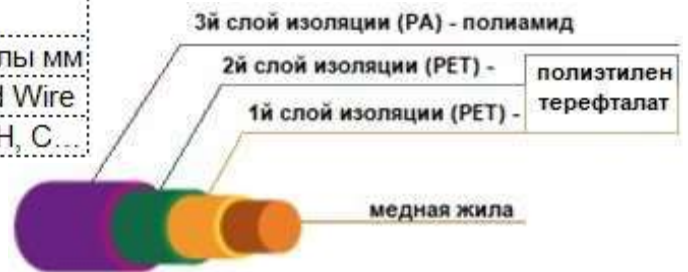 3й слой изоляции (PA) - полиамид
лы мм
2й слой изоляции (PET) -
полиэтилен
терефталат
Wire
1й слой изоляции (PET) -
H, C...
медная жила